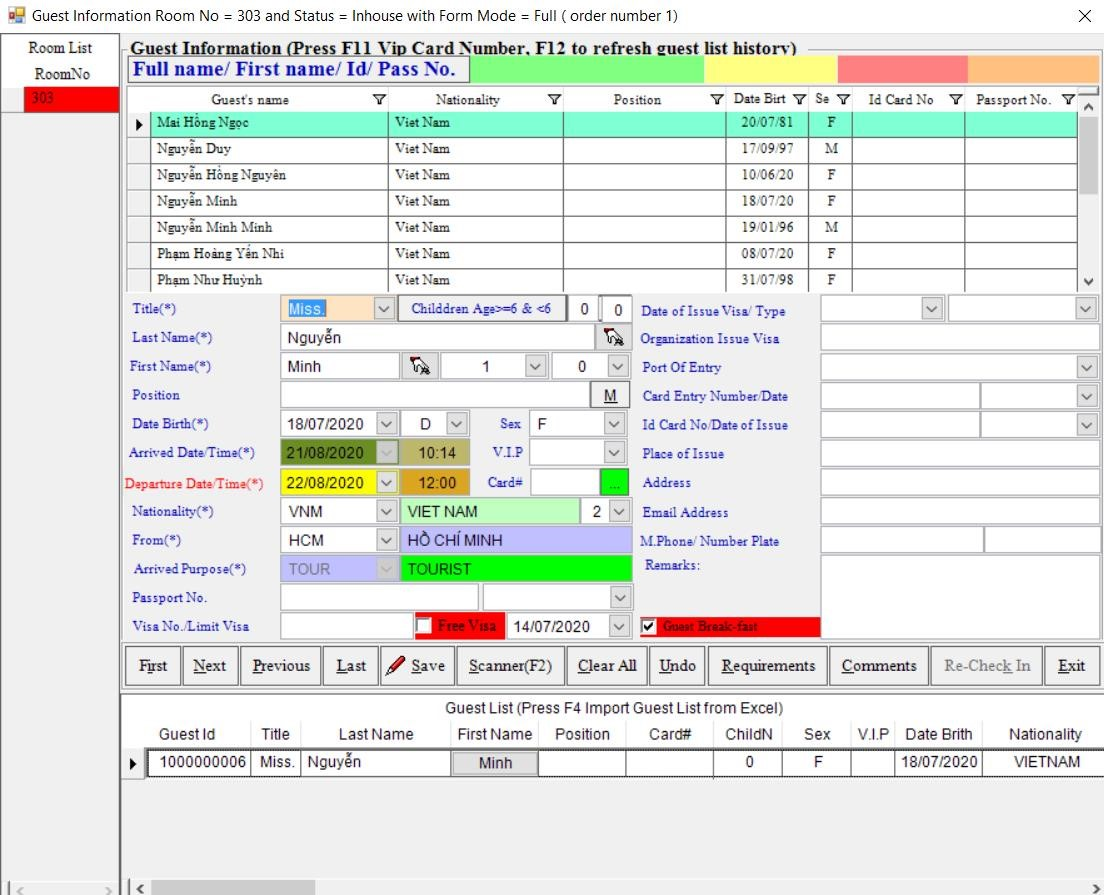 Guest Information Room No = 303 and Status = Inhouse with Form Mode = Full ( order number 1)
Room List
RoomNo
303
Guest Information (Press F11 Vip Card Number, F12 to refresh guest list history)
Full name/ First name/ Id/ Pass No.
Guest's name Nationality Position Date Birt Se Id Card No Passport No.
Mai Hồng Ngọc Viet Nam 20/07/81 F
Nguyễn Duy Viet Nam 17/09/97 M
Nguyễn Hồng Nguyên Viet Nam 10/06/20 F
Nguyễn Minh Viet Nam 18/07/20 F
Nguyễn Minh Minh Viet Nam 19/01/96 M
Phạm Hoàng Yến Nhi Viet Nam 08/07/20 F
Phạm Như Huỳnh Viet Nam 31/07/98 F
Title(*) Miss. Childdren Age>=6 & <6 0 0 Date of Issue Visa/ Type
Last Name(*) Nguyễn Organization Issue Visa
First Name(*) Minh 1 0 Port Of Entry
Position M Card Entry Number/Date
Date Birth(*) 18/07/2020 D Sex F Id Card No/Date of Issue
Arrived Date/Time(*) 21/08/2020 10:14 V.I.P Place of Issue
Departure Date/Time(*) 22/08/2020 12:00 Card# ... Address
Nationality(*) VNM VIET NAM 2 Email Address
From(*) HCM HỒ CHÍ MINH M.Phone/ Number Plate
Arrived Purpose(*) TOUR TOURIST Remarks:
Passport No.
Visa No./Limit Visa Free Visa 14/07/2020 Guest Break-fast
First Next Previous Last Save Scanner(F2) Clear All Undo Requirements Comments Re-Check In Exit
Guest List (Press F4 Import Guest List from Excel)
Guest Id Title Last Name First Name Position Card# ChildN Sex V.I.P Date Brith Nationality
1000000006 Miss. Nguyễn Minh 0 F 18/07/2020 VIETNAM